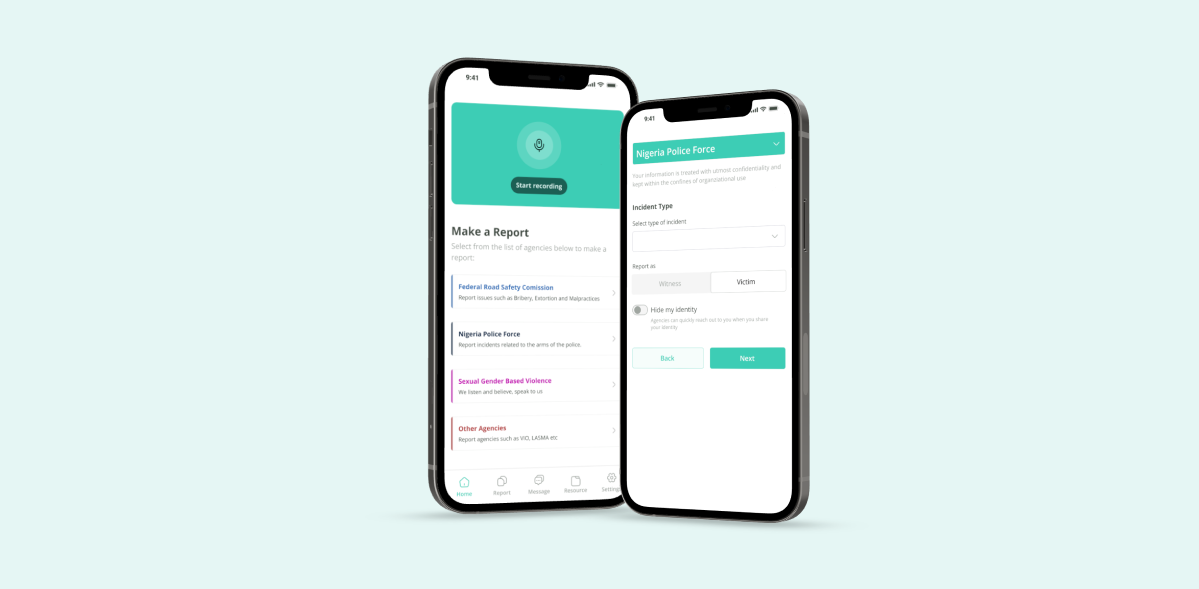 9:41
Start recording
Make a Report
Select from the list of agencies below to make a
report:
Federal Road Safety Comission
Report issues such as Bribery, Extortion and Malpractices
Nigeria Police Force
Report incidents related to the arms of the police.
Sexual Gender Based Violence
We listen and believe, speak to us
Other Agencies
Report agencies such as VIO, LASMA etc
Home
Report
Message
Resource
9:41
Nigeria Police Force
Your information is treated with utmost confidentiality and
kept within the confines of organizational use
Incident Type
Select type of incident
Report as
Witness
Victim
Hide my identity
Agencies can quickly reach out to you when you share
your identity
Back
Next